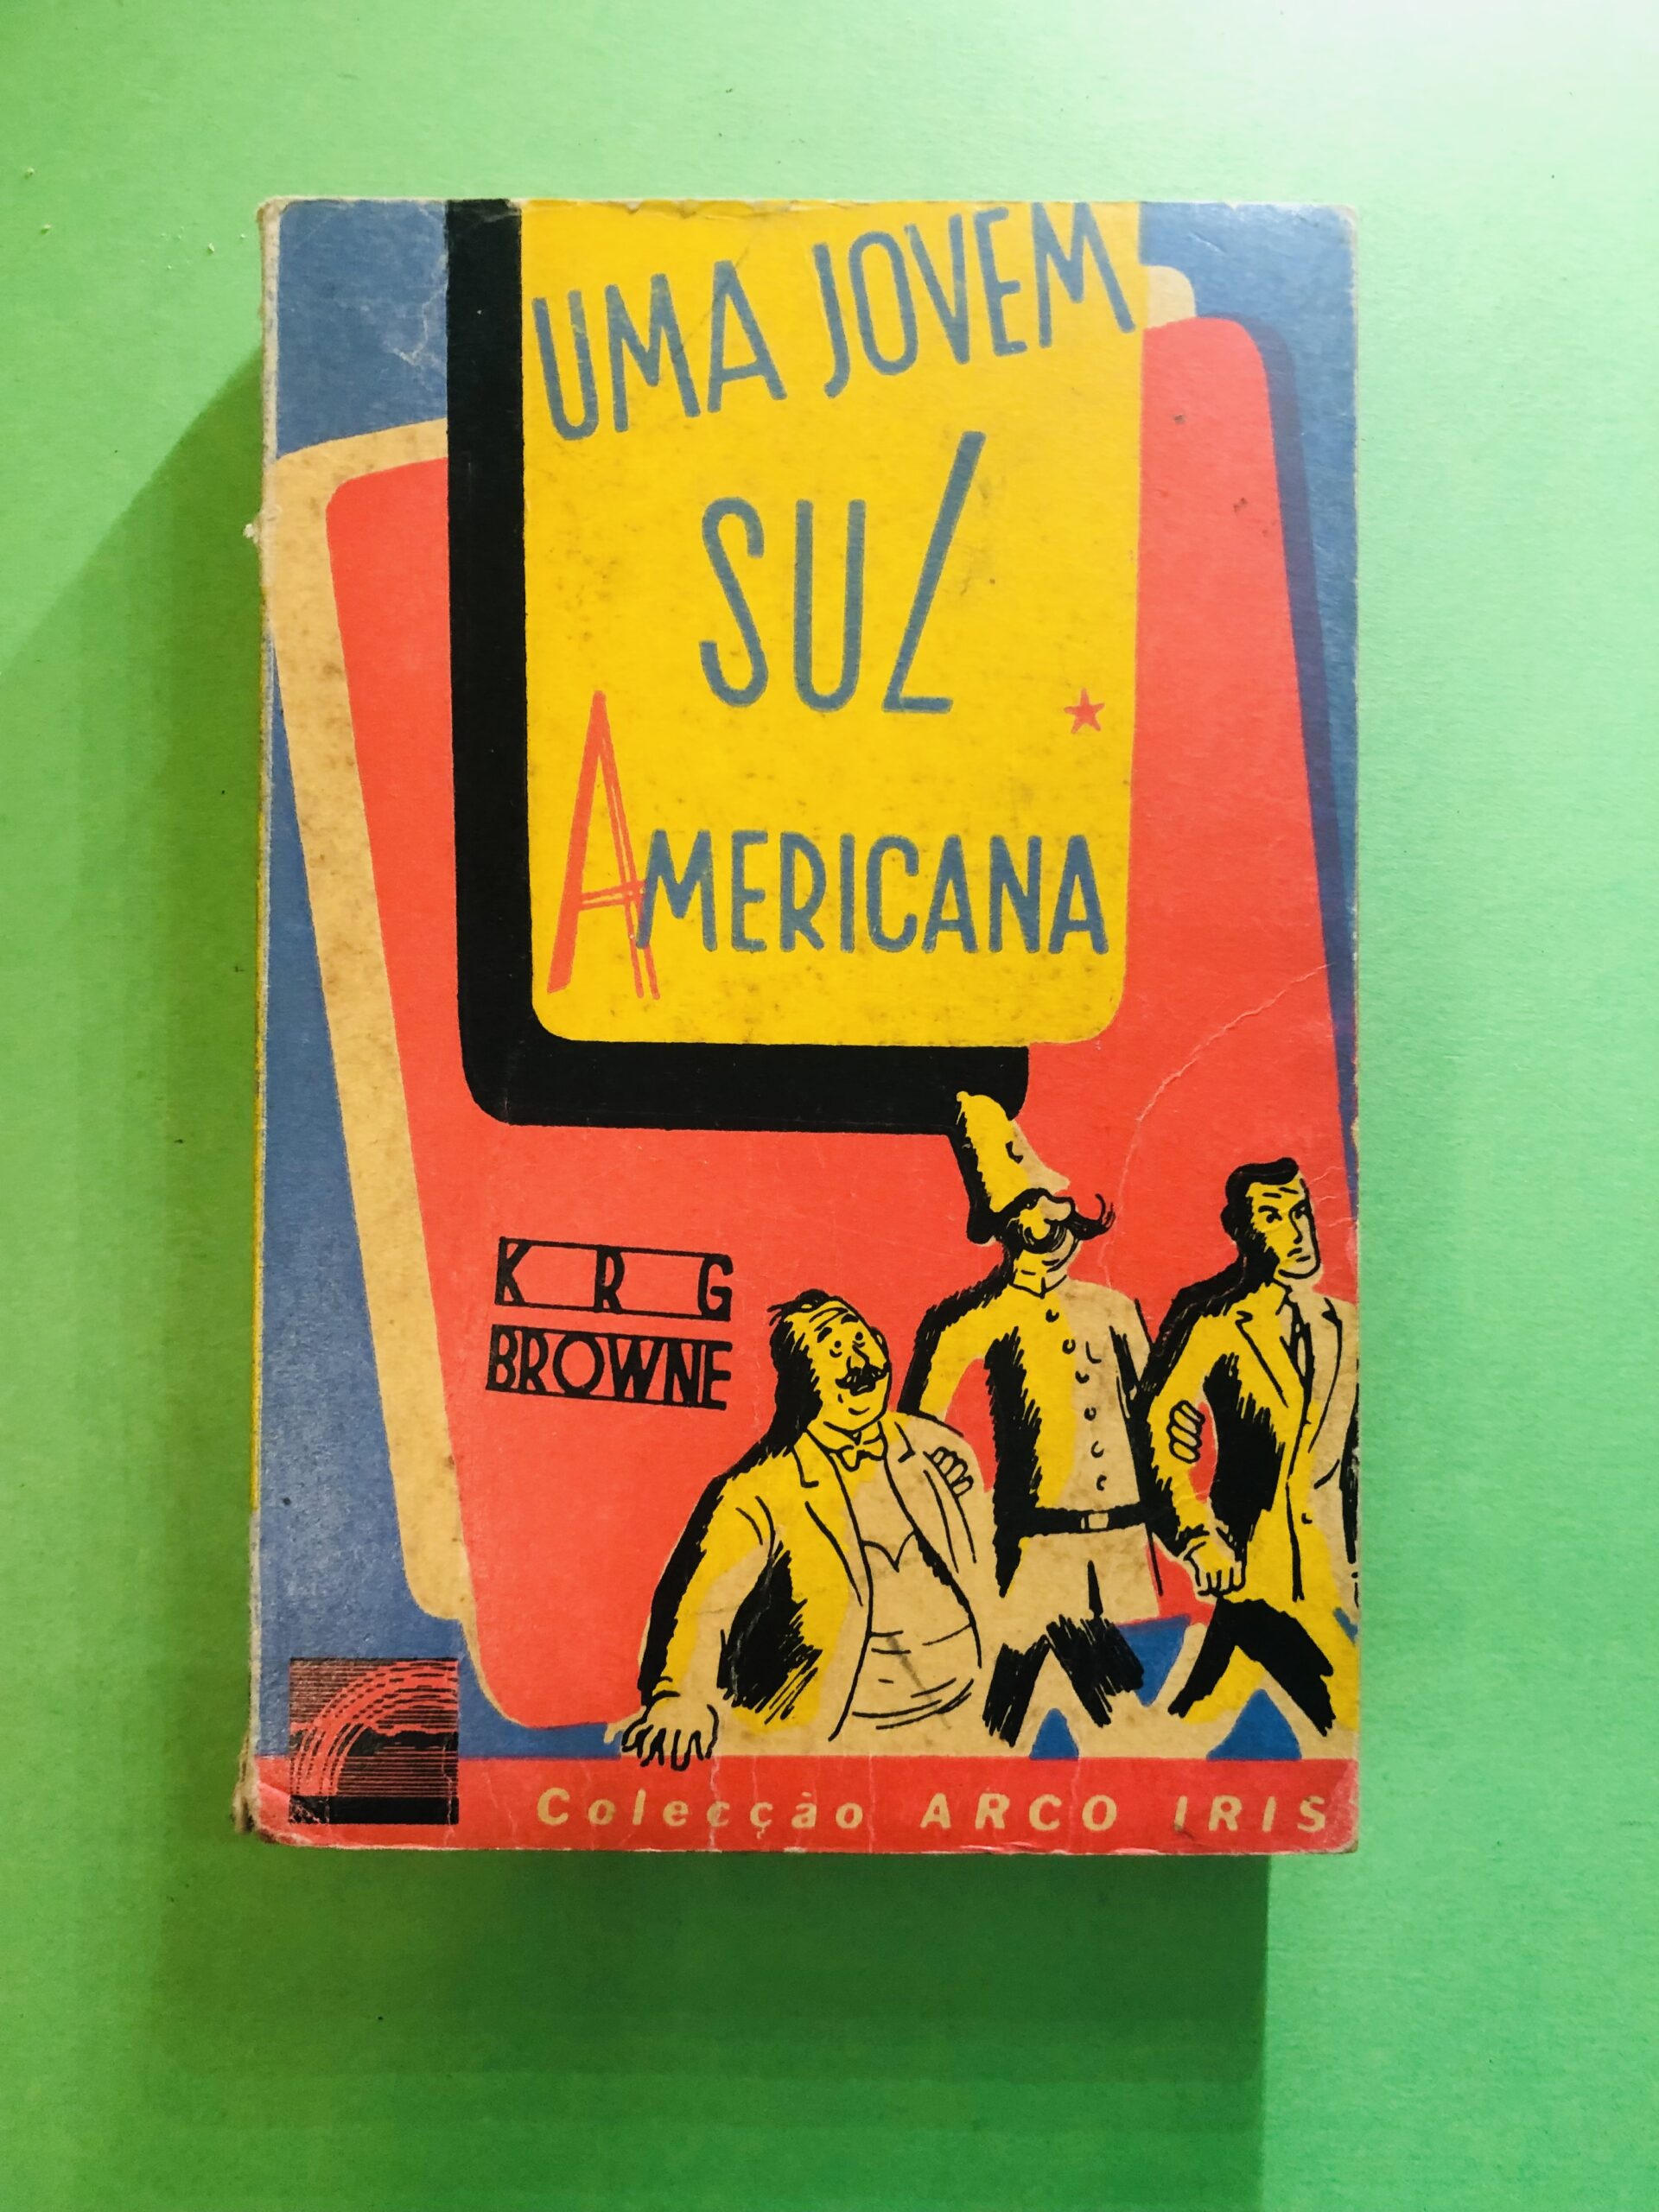 UMA JOVEM
SUL
AMERICANA
K R G
BROWNE
Colecção ARCO IRIS